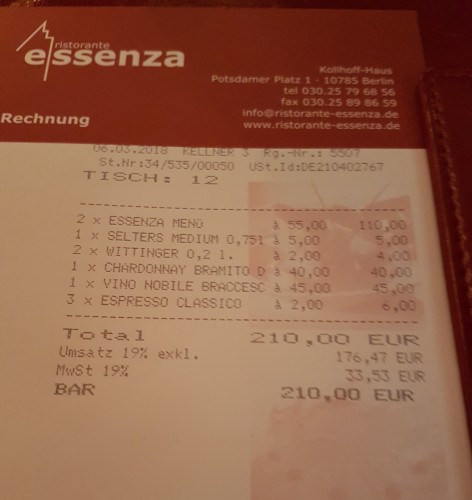 ristorante
essenza
Kollhoff-Haus
Potsdamer Platz 1 · 10785 Berlin
tel 030.25 79 68 56
fax 030.25 89 86 59
info@ristorante-essenza.de
www.ristorante-essenza.de
Rechnung
06.03.2018 KELLNER 3 Rg.-Nr.: 5507
St.Nr:34/535/00050 USt.Id:DE210402767
TISCH: 12
2 x ESSENZA MENÜ à 55,00 110,00
1 x SELTERS MEDIUM 0,75l à 5,00 5,00
2 x WITTINGER 0,2 l. à 2,00 4,00
1 x CHARDONNAY BRAMITO D à 40,00 40,00
1 x VINO NOBILE BRACCESC à 45,00 45,00
3 x ESPRESSO CLASSICO à 2,00 6,00
Total 210,00 EUR
Umsatz 19% exkl. 176,47 EUR
MwSt 19% 33,53 EUR
BAR 210,00 EUR